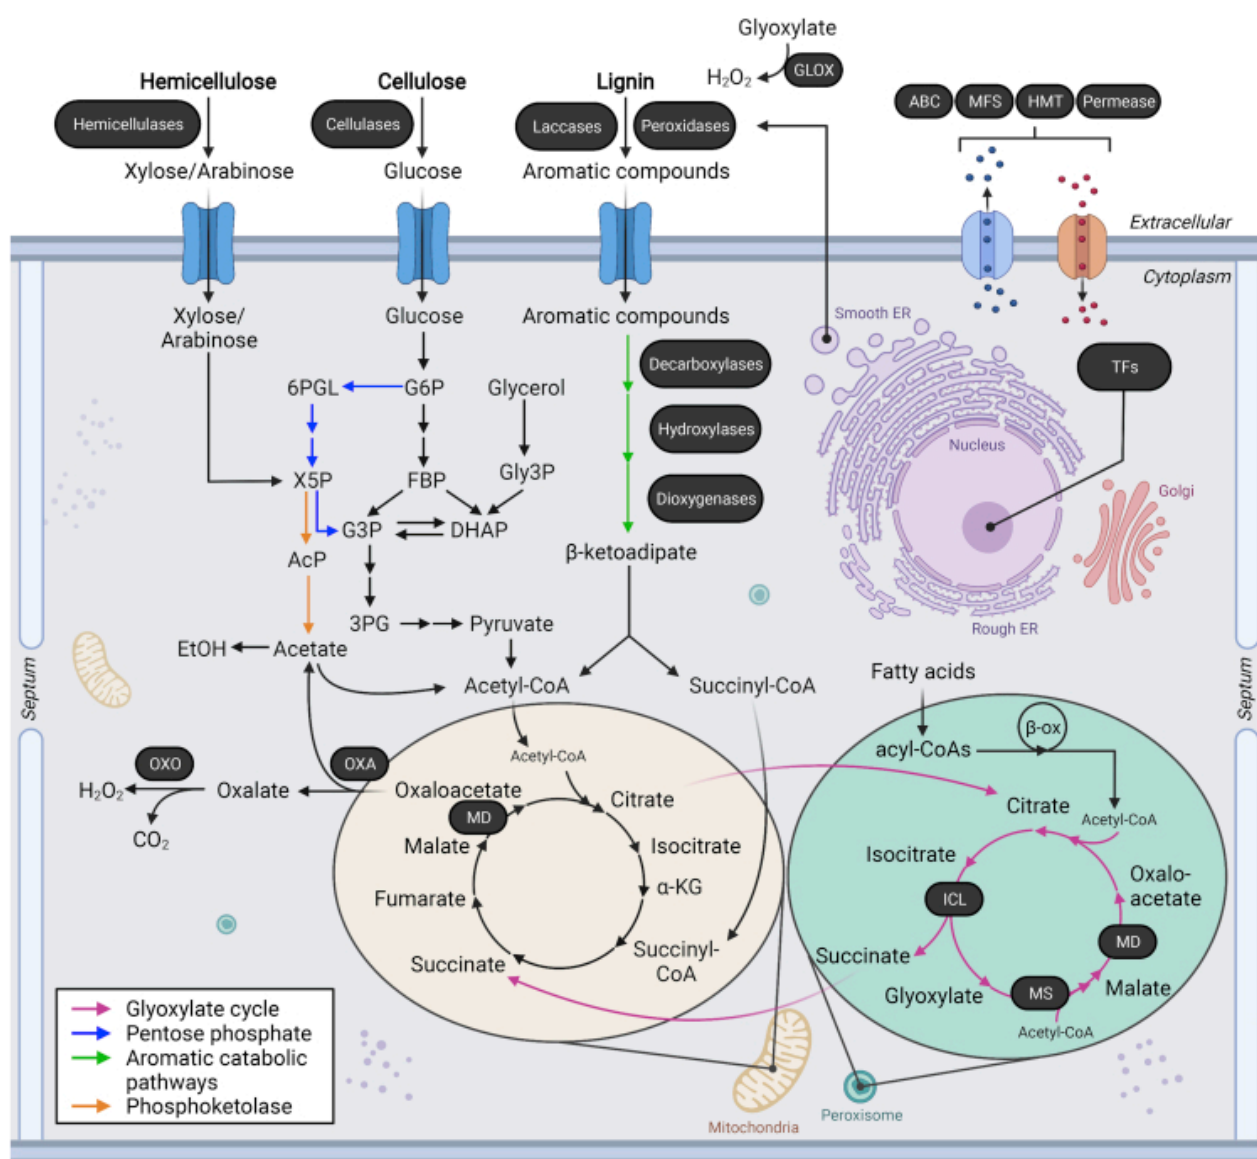 Glyoxylate
H₂O₂
GLOX
Hemicellulose
Cellulose
Lignin
ABC
MFS
HMT
Permease
Hemicellulases
Cellulases
Laccases
Peroxidases
Xylose/Arabinose
Glucose
Aromatic compounds
Extracellular
Cytoplasm
Xylose/
Arabinose
Glucose
Aromatic compounds
Smooth ER
Decarboxylases
TFs
6PGL
G6P
Glycerol
Hydroxylases
Nucleus
X5P
FBP
Gly3P
Dioxygenases
Golgi
G3P
DHAP
AcP
β-ketoadipate
3PG
Pyruvate
Rough ER
EtOH
Acetate
Septum
Acetyl-CoA
Succinyl-CoA
Fatty acids
Septum
acyl-CoAs
β-ox
Acetyl-CoA
OXO
OXA
H₂O₂
Oxalate
Oxaloacetate
Citrate
Citrate
Acetyl-CoA
CO₂
MD
Malate
Isocitrate
Isocitrate
Oxalo-
acetate
Fumarate
α-KG
ICL
MD
Succinate
Succinyl-
CoA
Succinate
Glyoxylate
MS
Malate
Acetyl-CoA
Glyoxylate cycle
Pentose phosphate
Aromatic catabolic
pathways
Phosphoketolase
Mitochondria
Peroxisome